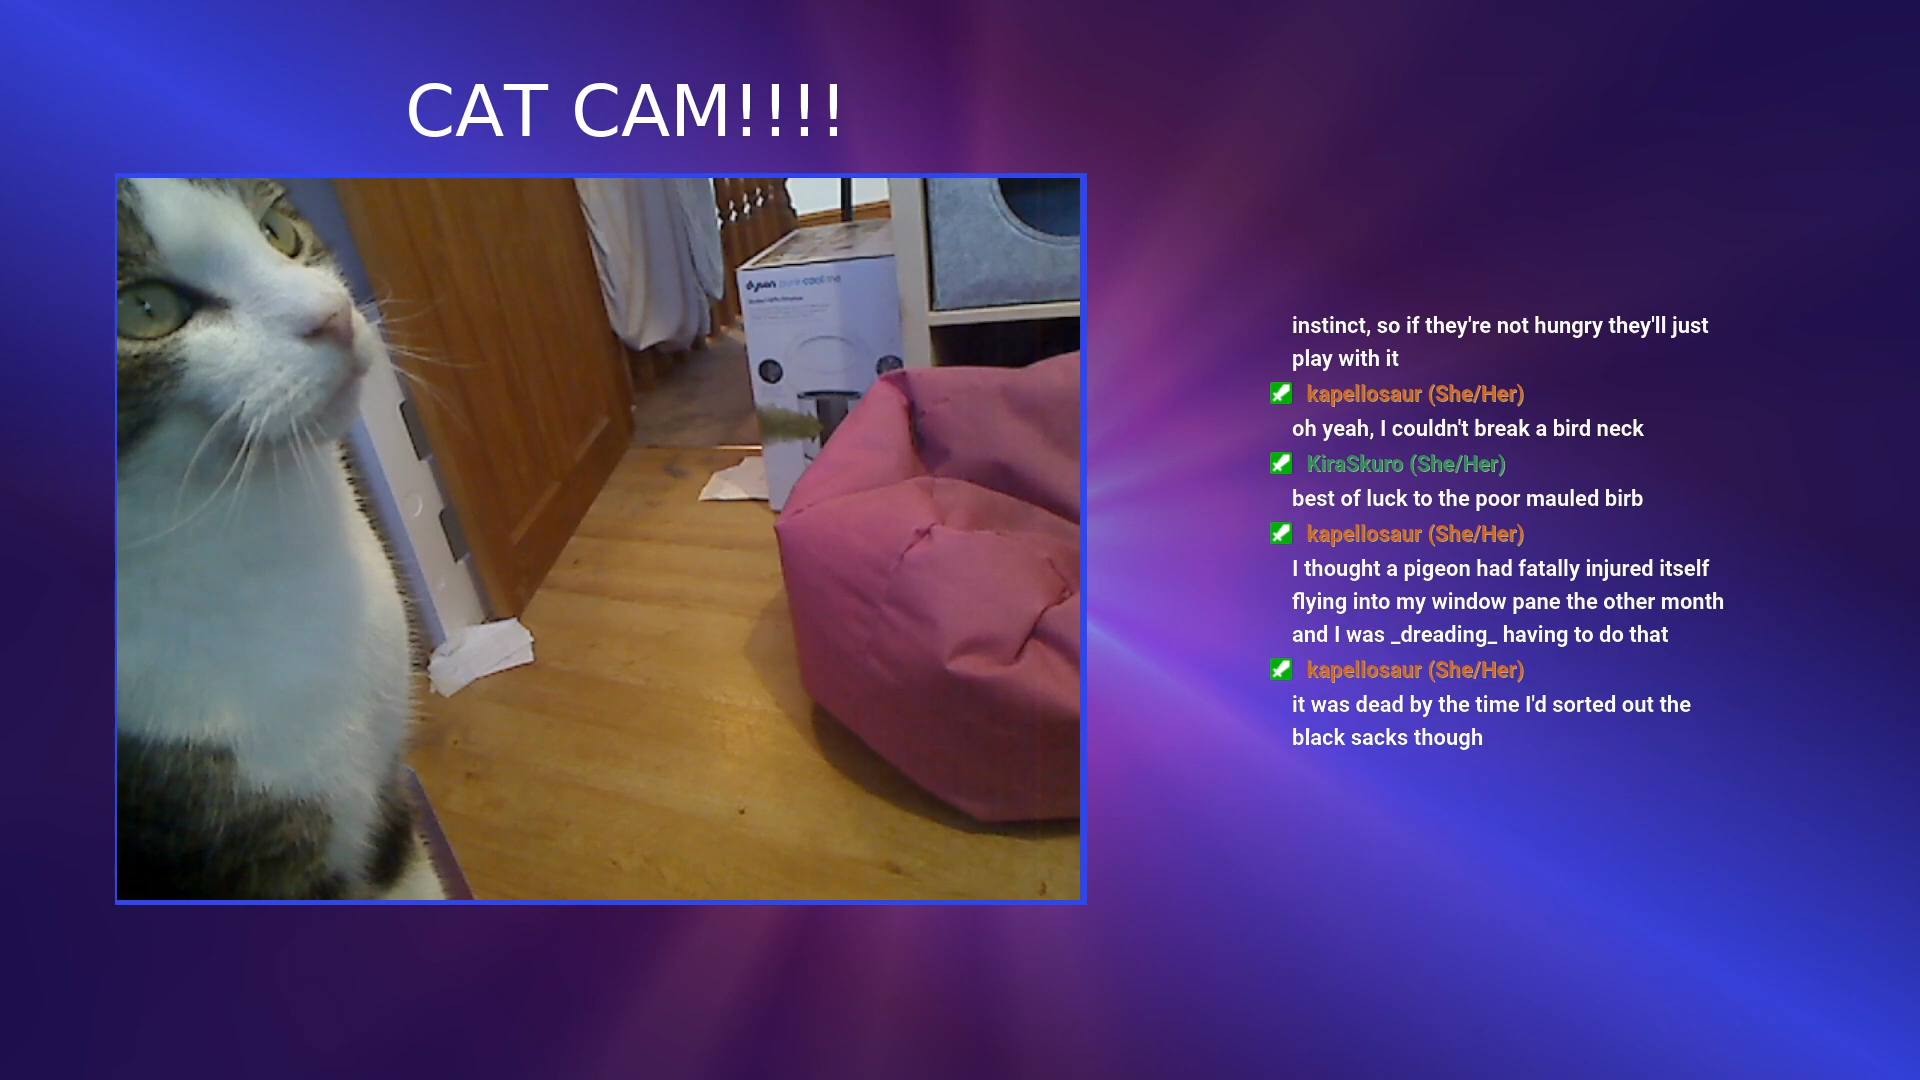 CAT CAM!!!!
dyson pure cool me
instinct, so if they're not hungry they'll just
play with it
kapellosaur (She/Her)
oh yeah, I couldn't break a bird neck
KiraSkuro (She/Her)
best of luck to the poor mauled birb
kapellosaur (She/Her)
I thought a pigeon had fatally injured itself
flying into my window pane the other month
and I was _dreading_ having to do that
kapellosaur (She/Her)
it was dead by the time I'd sorted out the
black sacks though